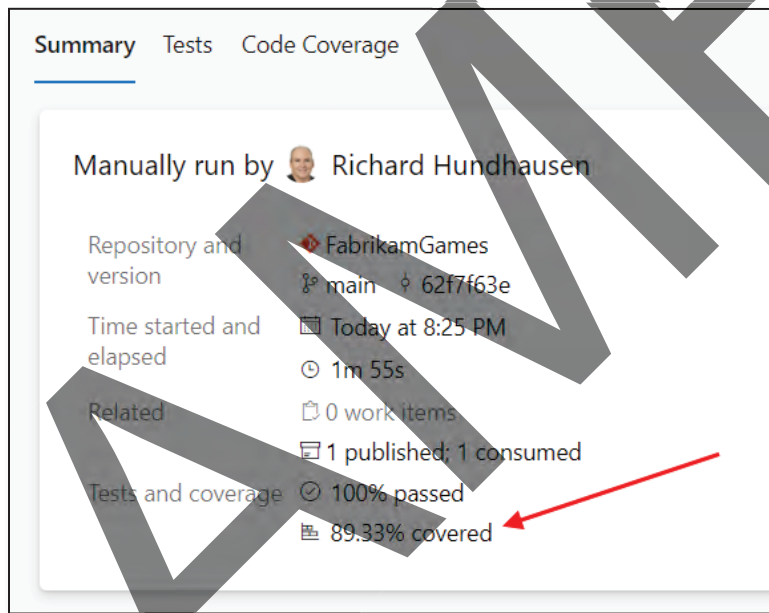 Summary Tests Code Coverage
Manually run by Richard Hundhausen
Repository and version
FabrikamGames
main 62f7f63e
Time started and elapsed
Today at 8:25 PM
1m 55s
Related
0 work items
1 published; 1 consumed
Tests and coverage
100% passed
89.33% covered